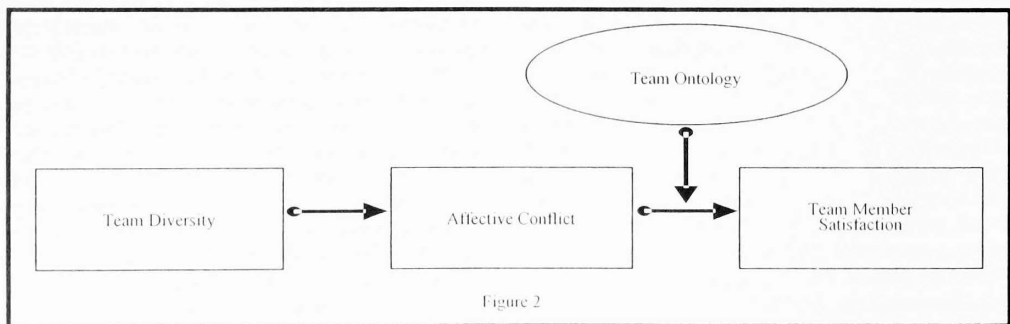 Team Ontology
Team Diversity
Affective Conflict
Team Member
Satisfaction
Figure 2